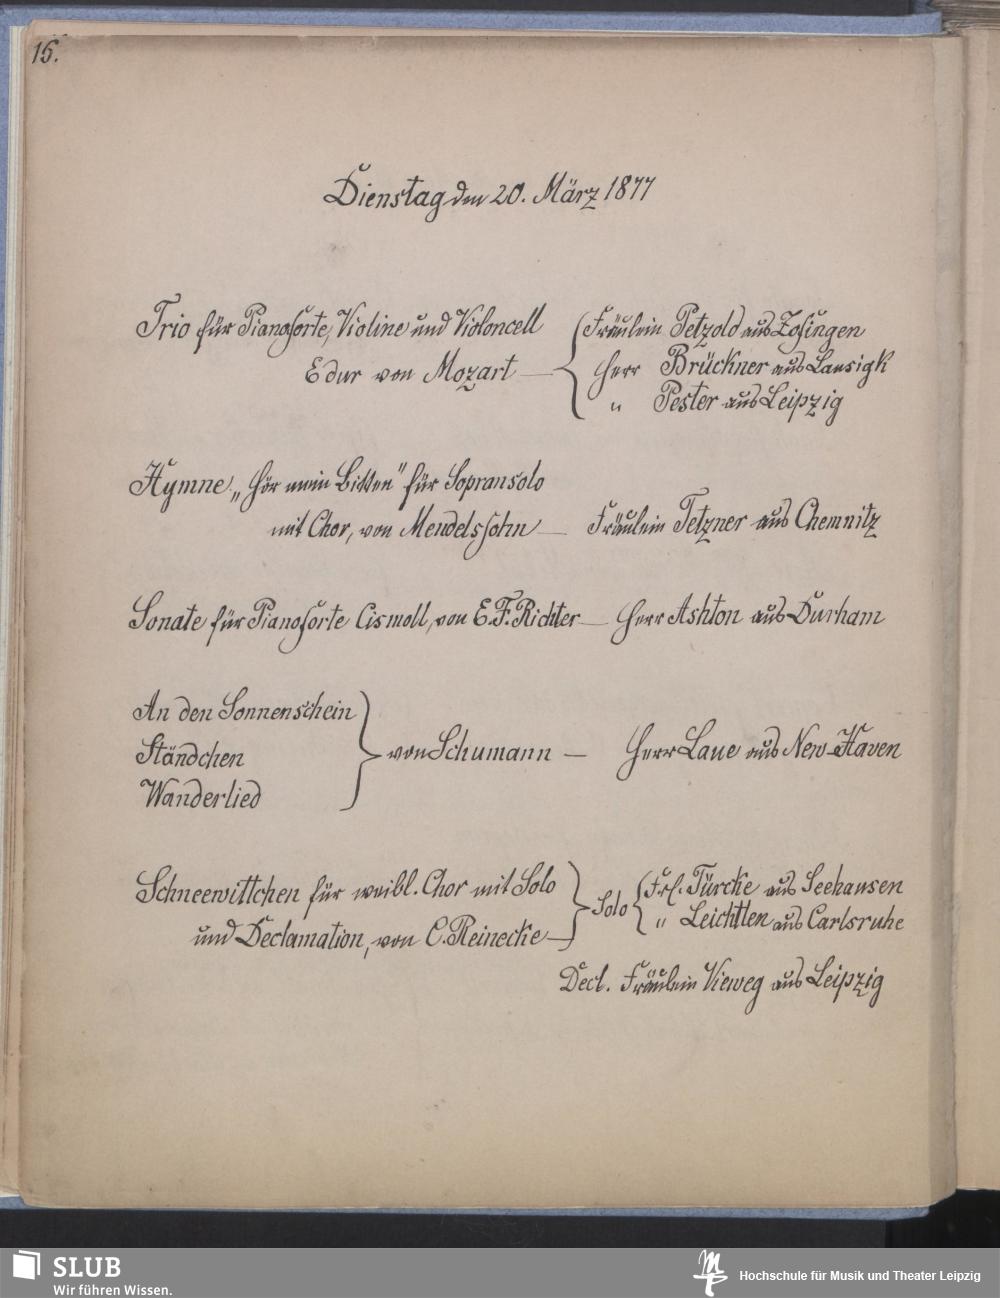 15.
Dienstag den 20. März 1877
Trio für Pianoforte, Violine und Violoncell
Edur von Mozart —
Fräulein Petzold aus Zofingen
Herr Brückner aus Lausigk
" Pester aus Leipzig
Hymne „Hör mein Bitten" für Sopransolo
mit Chor, von Mendelssohn — Fräulein Tetzner aus Chemnitz
Sonate für Pianoforte Cismoll, von E. F. Richter — Herr Ashton aus Durham
An den Sonnenschein
Ständchen
Wanderlied
von Schumann — Herr Laue aus New-Haven
Schneewittchen für weibl. Chor mit Solo
und Declamation, von C. Reinecke —
Solo
Frl. Türcke aus Seehausen
" Leichtlen aus Carlsruhe
Decl. Fräulein Vieweg aus Leipzig
SLUB
Wir führen Wissen.
Hochschule für Musik und Theater Leipzig